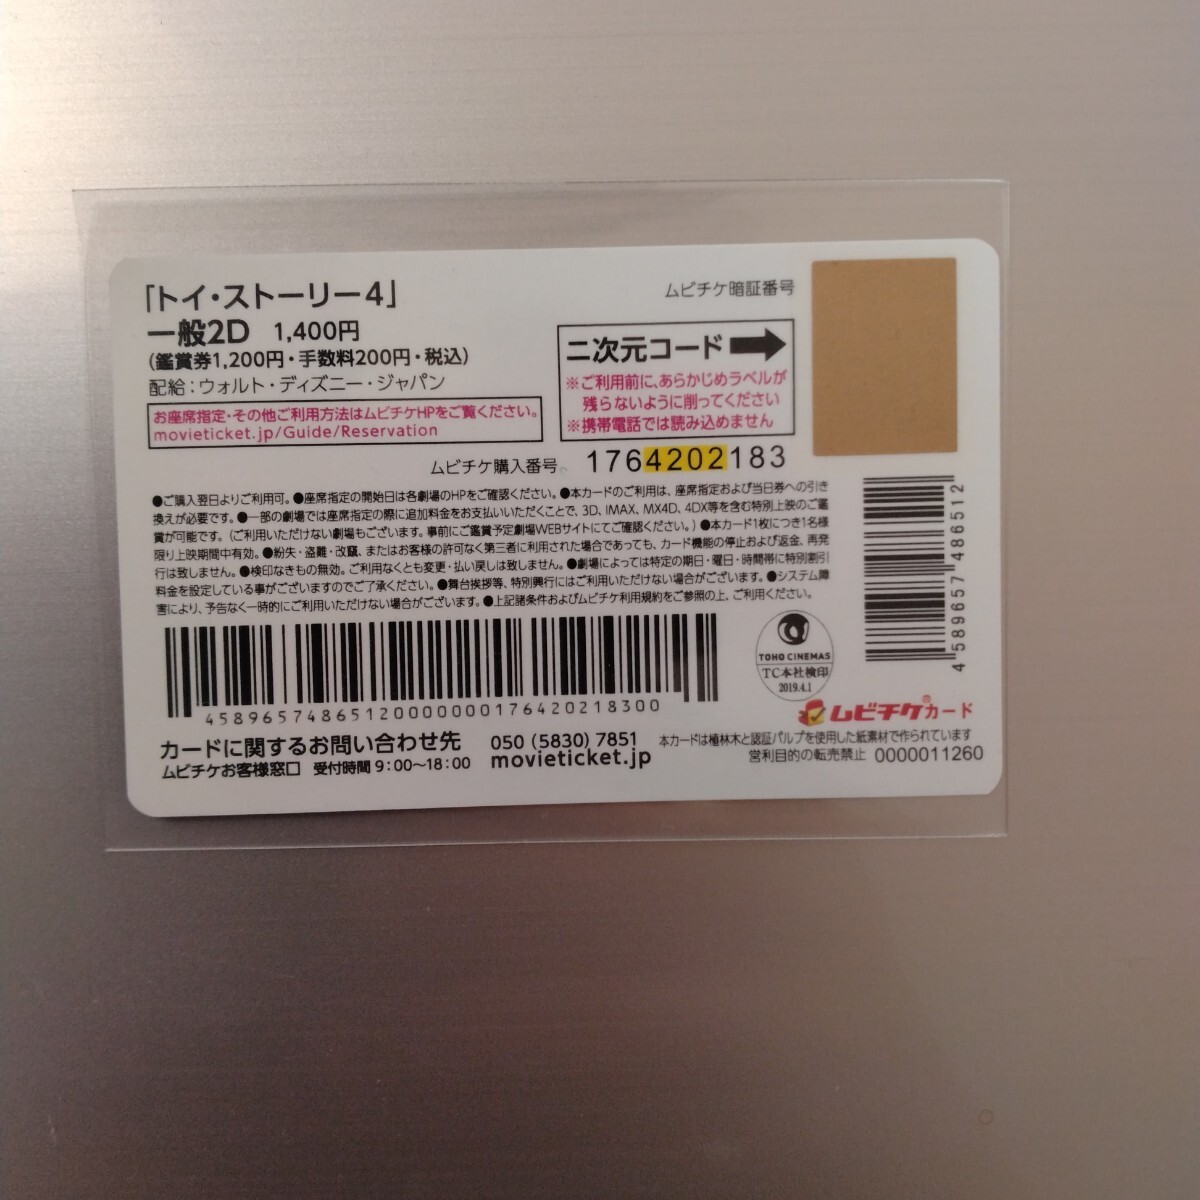 「トイ・ストーリー4」
一般2D 1,400円
(鑑賞券1,200円・手数料200円・税込)
配給：ウォルト・ディズニー・ジャパン
お座席指定・その他ご利用方法はムビチケHPをご覧ください。
movieticket.jp/Guide/Reservation
ムビチケ暗証番号
二次元コード
※ご利用前に、あらかじめラベルが
残らないように削ってください
※携帯電話では読み込めません
ムビチケ購入番号 1764202183
●ご購入翌日よりご利用可。●座席指定の開始日は各劇場のHPをご確認ください。●本カードのご利用は、座席指定および当日券への引き
換えが必要です。●一部の劇場では座席指定の際に追加料金をお支払いいただくことで、3D、IMAX、MX4D、4DX等を含む特別上映のご鑑
賞が可能です。(ご利用いただけない劇場もございます。事前にご鑑賞予定劇場WEBサイトにてご確認ください。)●本カード1枚につき1名様
限り上映期間中有効。●紛失・盗難・改竄、またはお客様の許可なく第三者に利用された場合であっても、カード機能の停止および返金、再発
行は致しません。●検印なきもの無効。ご利用なくとも変更・払い戻しは致しません。●劇場によっては特定の期日・曜日・時間帯に特別割引
料金を設定している事がございますのでご了承ください。●舞台挨拶等、特別興行にはご利用いただけない場合がございます。●システム障
害により、予告なく一時的にご利用いただけない場合がございます。●上記諸条件およびムビチケ利用規約をご参照の上、ご利用ください。
4589657486512
458965748651200000000176420218300
TOHO CINEMAS
TC本社検印
2019.4.1
ムビチケ®カード
カードに関するお問い合わせ先
ムビチケお客様窓口 受付時間 9:00〜18:00
050 (5830) 7851
movieticket.jp
本カードは植林木と認証パルプを使用した紙素材で作られています
営利目的の転売禁止 0000011260